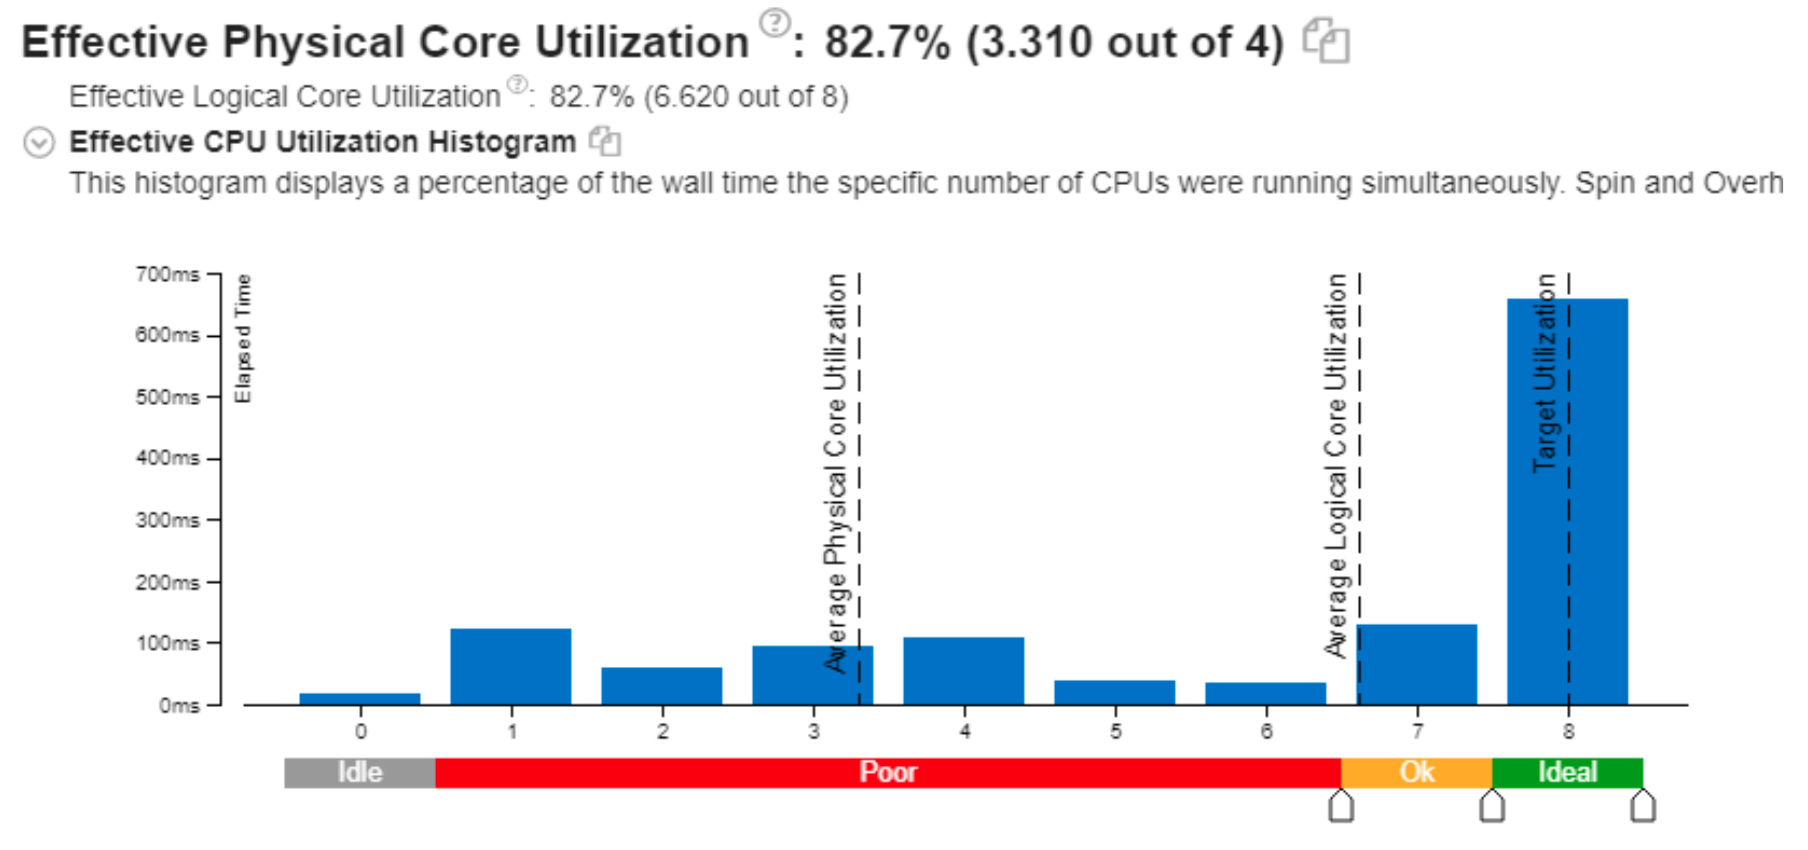 Effective Physical Core Utilization ?: 82.7% (3.310 out of 4)
Effective Logical Core Utilization ?: 82.7% (6.620 out of 8)
Effective CPU Utilization Histogram
This histogram displays a percentage of the wall time the specific number of CPUs were running simultaneously. Spin and Overh
700ms
600ms
500ms
400ms
300ms
200ms
100ms
0ms
Elapsed Time
Average Physical Core Utilization
Average Logical Core Utilization
Target Utilization
0 1 2 3 4 5 6 7 8
Idle Poor Ok Ideal